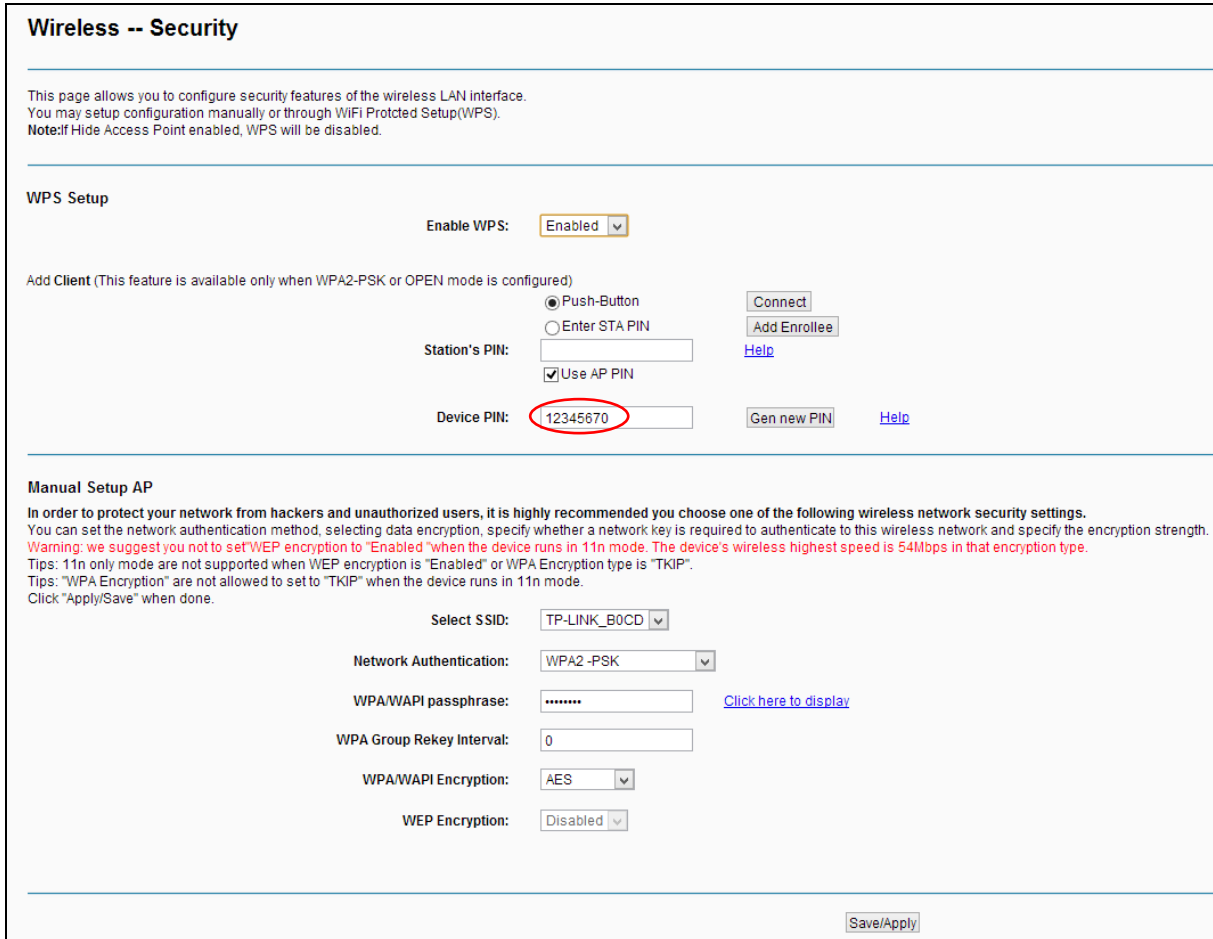 Wireless -- Security
This page allows you to configure security features of the wireless LAN interface.
You may setup configuration manually or through WiFi Protcted Setup(WPS).
Note:If Hide Access Point enabled, WPS will be disabled.
WPS Setup
Enable WPS: Enabled
Add Client (This feature is available only when WPA2-PSK or OPEN mode is configured)
Push-Button Connect
Enter STA PIN Add Enrollee
Station's PIN: Help
Use AP PIN
Device PIN: 12345670 Gen new PIN Help
Manual Setup AP
In order to protect your network from hackers and unauthorized users, it is highly recommended you choose one of the following wireless network security settings.
You can set the network authentication method, selecting data encryption, specify whether a network key is required to authenticate to this wireless network and specify the encryption strength.
Warning: we suggest you not to set"WEP encryption to "Enabled "when the device runs in 11n mode. The device's wireless highest speed is 54Mbps in that encryption type.
Tips: 11n only mode are not supported when WEP encryption is "Enabled" or WPA Encryption type is "TKIP".
Tips: "WPA Encryption" are not allowed to set to "TKIP" when the device runs in 11n mode.
Click "Apply/Save" when done.
Select SSID: TP-LINK_B0CD
Network Authentication: WPA2 -PSK
WPA/WAPI passphrase: •••••••• Click here to display
WPA Group Rekey Interval: 0
WPA/WAPI Encryption: AES
WEP Encryption: Disabled
Save/Apply